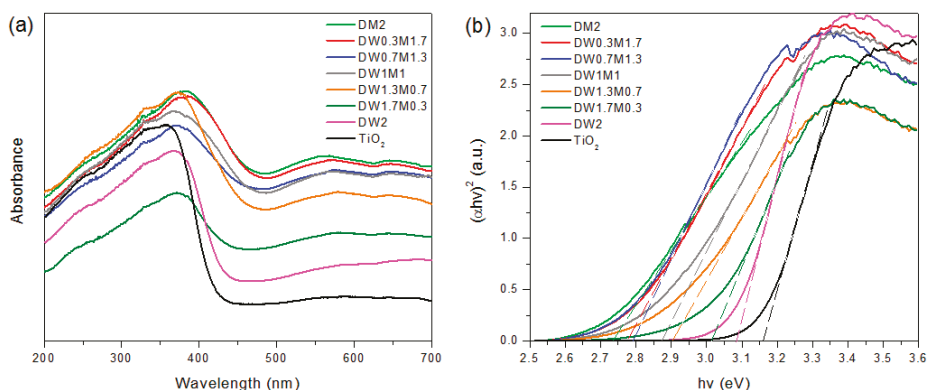 (a)
DM2
DW0.3M1.7
DW0.7M1.3
DW1M1
DW1.3M0.7
DW1.7M0.3
DW2
TiO₂
Absorbance
200 300 400 500 600 700
Wavelength (nm)
(b)
DM2
DW0.3M1.7
DW0.7M1.3
DW1M1
DW1.3M0.7
DW1.7M0.3
DW2
TiO₂
(αhν)² (a.u.)
3.0
2.5
2.0
1.5
1.0
0.5
0.0
2.5 2.6 2.7 2.8 2.9 3.0 3.1 3.2 3.3 3.4 3.5 3.6
hν (eV)